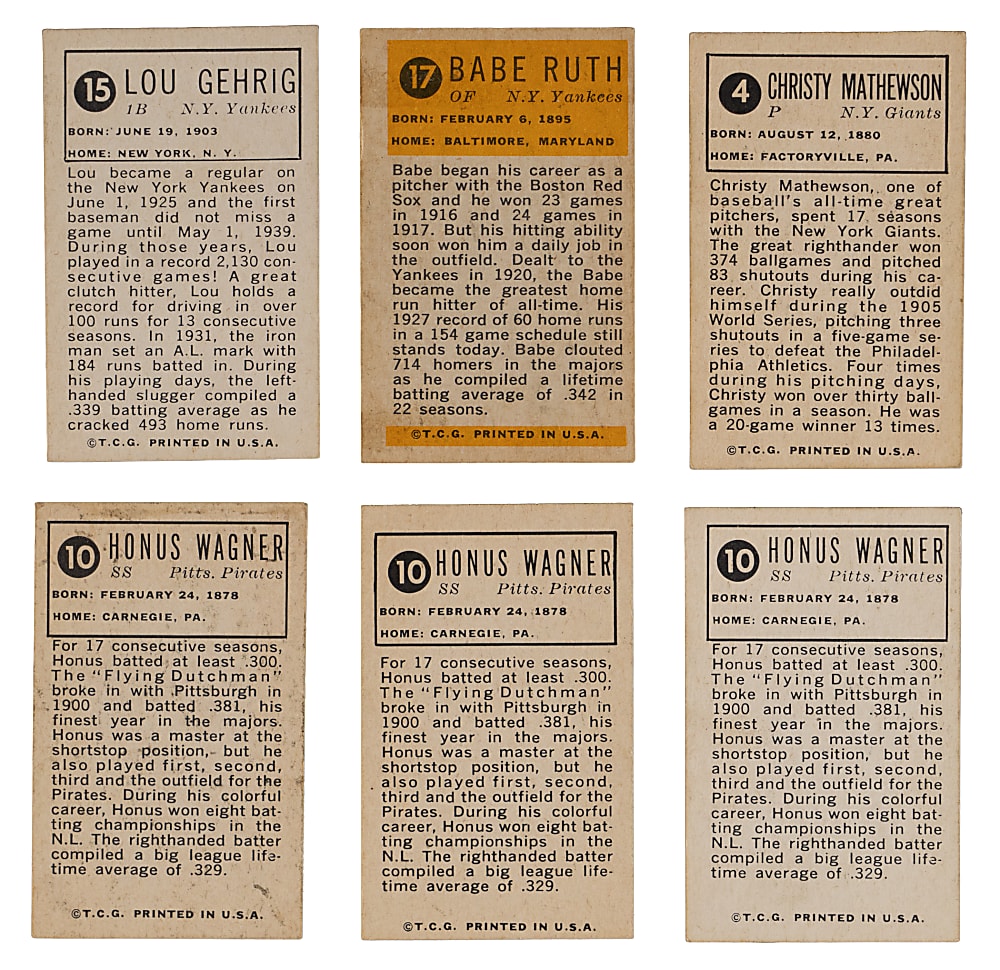 15 LOU GEHRIG
1B N.Y. Yankees
BORN: JUNE 19, 1903
HOME: NEW YORK, N. Y.
Lou became a regular on
the New York Yankees on
June 1, 1925 and the first
baseman did not miss a
game until May 1, 1939.
During those years, Lou
played in a record 2,130 con-
secutive games! A great
clutch hitter, Lou holds a
record for driving in over
100 runs for 13 consecutive
seasons. In 1931, the iron
man set an A.L. mark with
184 runs batted in. During
his playing days, the left-
handed slugger compiled a
.339 batting average as he
cracked 493 home runs.
©T.C.G. PRINTED IN U.S.A.
17 BABE RUTH
OF N.Y. Yankees
BORN: FEBRUARY 6, 1895
HOME: BALTIMORE, MARYLAND
Babe began his career as a
pitcher with the Boston Red
Sox and he won 23 games
in 1916 and 24 games in
1917. But his hitting ability
soon won him a daily job in
the outfield. Dealt to the
Yankees in 1920, the Babe
became the greatest home
run hitter of all-time. His
1927 record of 60 home runs
in a 154 game schedule still
stands today. Babe clouted
714 homers in the majors
as he compiled a lifetime
batting average of .342 in
22 seasons.
©T.C.G. PRINTED IN U.S.A.
4 CHRISTY MATHEWSON
P N.Y. Giants
BORN: AUGUST 12, 1880
HOME: FACTORYVILLE, PA.
Christy Mathewson, one of
baseball's all-time great
pitchers, spent 17 seasons
with the New York Giants.
The great righthander won
374 ballgames and pitched
83 shutouts during his ca-
reer. Christy really outdid
himself during the 1905
World Series, pitching three
shutouts in a five-game se-
ries to defeat the Philadel-
phia Athletics. Four times
during his pitching days,
Christy won over thirty ball-
games in a season. He was
a 20-game winner 13 times.
©T.C.G. PRINTED IN U.S.A.
10 HONUS WAGNER
SS Pitts. Pirates
BORN: FEBRUARY 24, 1878
HOME: CARNEGIE, PA.
For 17 consecutive seasons,
Honus batted at least .300.
The "Flying Dutchman"
broke in with Pittsburgh in
1900 and batted .381, his
finest year in the majors.
Honus was a master at the
shortstop position, but he
also played first, second,
third and the outfield for the
Pirates. During his colorful
career, Honus won eight bat-
ting championships in the
N.L. The righthanded batter
compiled a big league life-
time average of .329.
©T.C.G. PRINTED IN U.S.A.
10 HONUS WAGNER
SS Pitts. Pirates
BORN: FEBRUARY 24, 1878
HOME: CARNEGIE, PA.
For 17 consecutive seasons,
Honus batted at least .300.
The "Flying Dutchman"
broke in with Pittsburgh in
1900 and batted .381, his
finest year in the majors.
Honus was a master at the
shortstop position, but he
also played first, second,
third and the outfield for the
Pirates. During his colorful
career, Honus won eight bat-
ting championships in the
N.L. The righthanded batter
compiled a big league life-
time average of .329.
©T.C.G. PRINTED IN U.S.A.
10 HONUS WAGNER
SS Pitts. Pirates
BORN: FEBRUARY 24, 1878
HOME: CARNEGIE, PA.
For 17 consecutive seasons,
Honus batted at least .300.
The "Flying Dutchman"
broke in with Pittsburgh in
1900 and batted .381, his
finest year in the majors.
Honus was a master at the
shortstop position, but he
also played first, second,
third and the outfield for the
Pirates. During his colorful
career, Honus won eight bat-
ting championships in the
N.L. The righthanded batter
compiled a big league life-
time average of .329.
©T.C.G. PRINTED IN U.S.A.